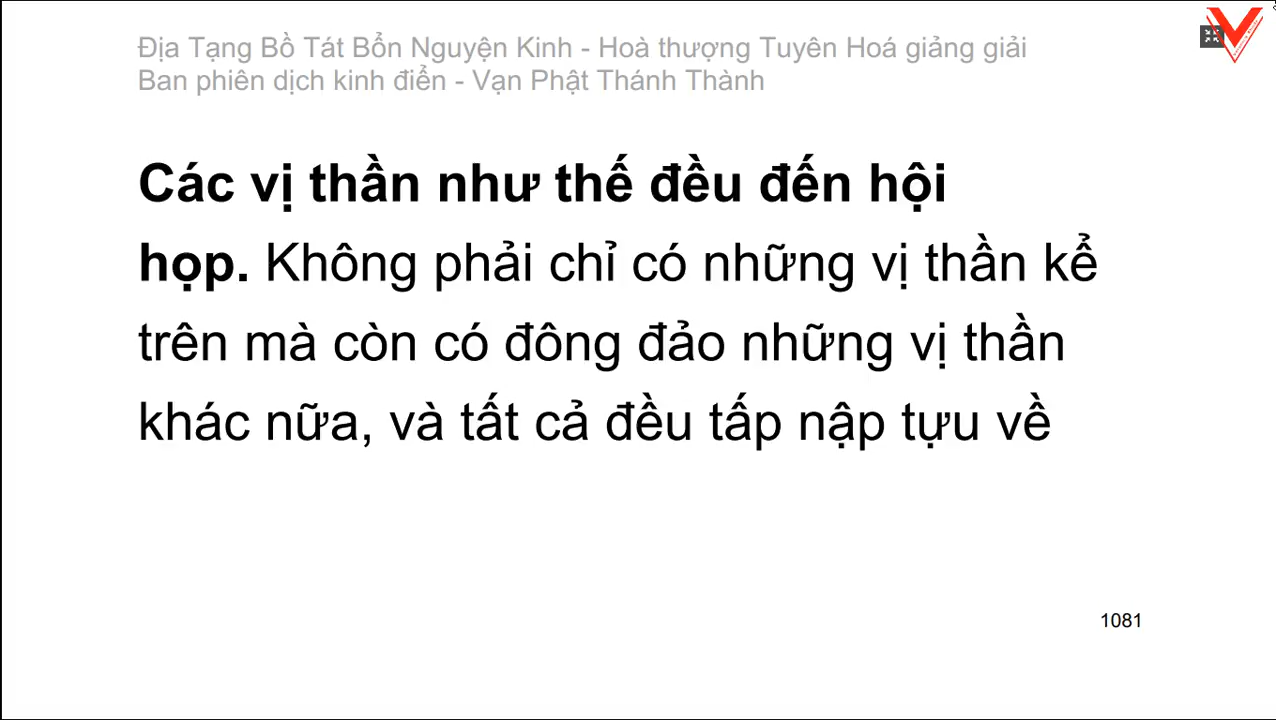 Địa Tạng Bồ Tát Bổn Nguyện Kinh - Hoà thượng Tuyên Hoá giảng giải
Ban phiên dịch kinh điển - Vạn Phật Thánh Thành
Các vị thần như thế đều đến hội
họp. Không phải chỉ có những vị thần kể
trên mà còn có đông đảo những vị thần
khác nữa, và tất cả đều tấp nập tựu về
1081